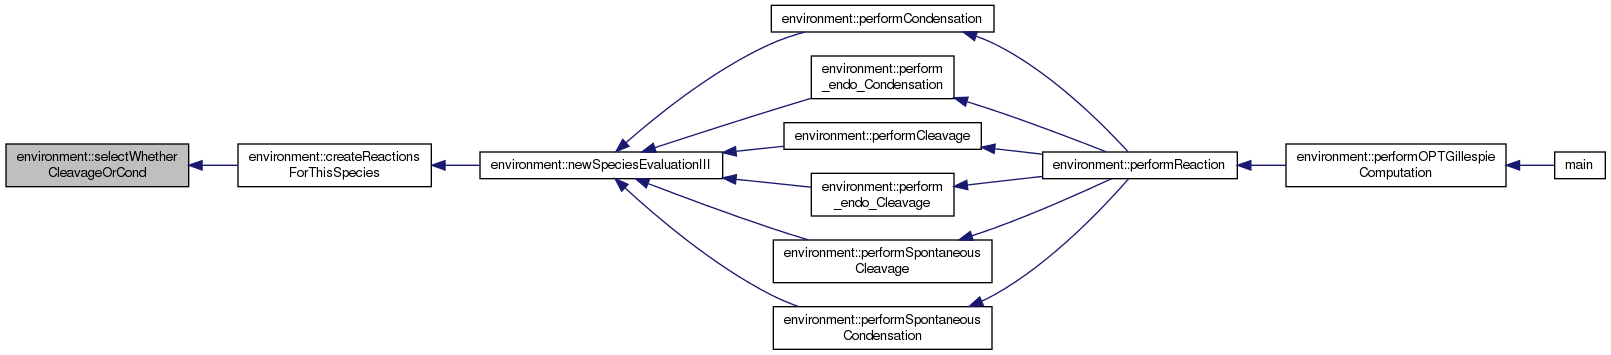 environment::selectWhether
CleavageOrCond
environment::createReactions
ForThisSpecies
environment::newSpeciesEvaluationIII
environment::performCondensation
environment::perform
_endo_Condensation
environment::performCleavage
environment::perform
_endo_Cleavage
environment::performSpontaneous
Cleavage
environment::performSpontaneous
Condensation
environment::performReaction
environment::performOPTGillespie
Computation
main